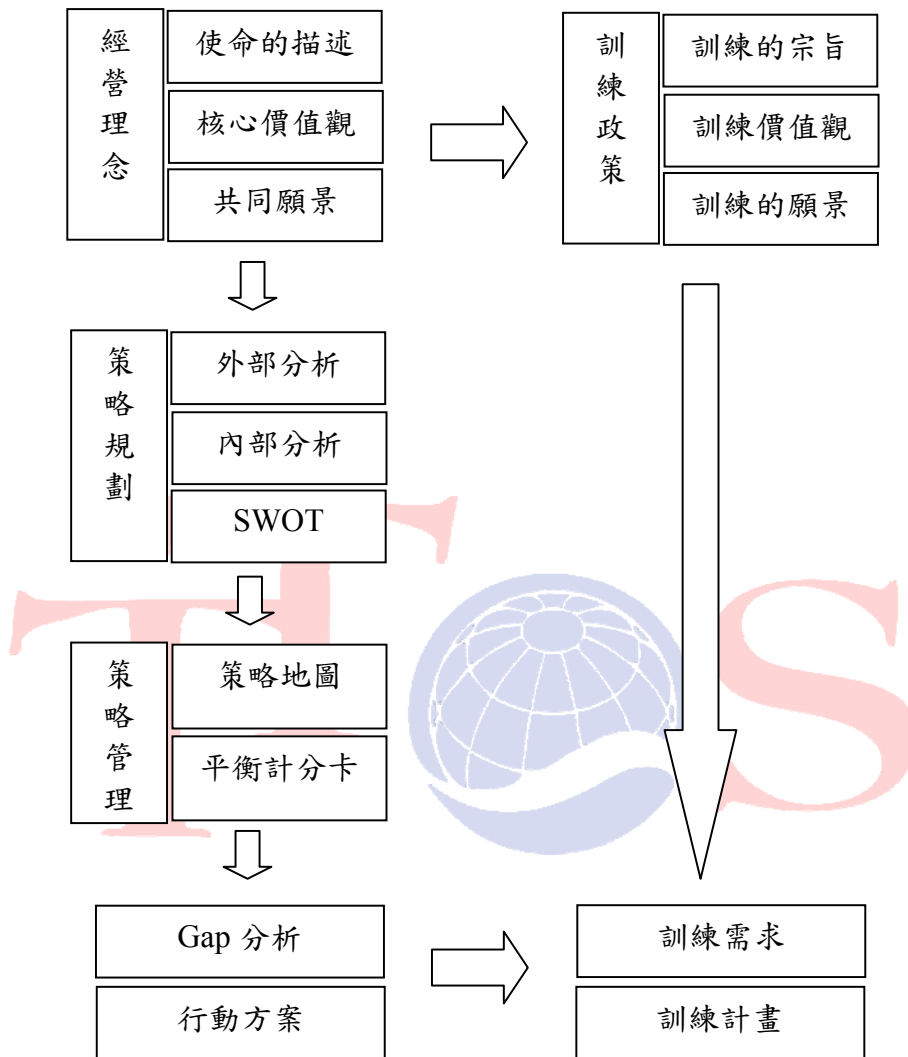 經營理念
使命的描述
核心價值觀
共同願景
訓練政策
訓練的宗旨
訓練價值觀
訓練的願景
策略規劃
外部分析
內部分析
SWOT
策略管理
策略地圖
平衡計分卡
Gap 分析
行動方案
訓練需求
訓練計畫